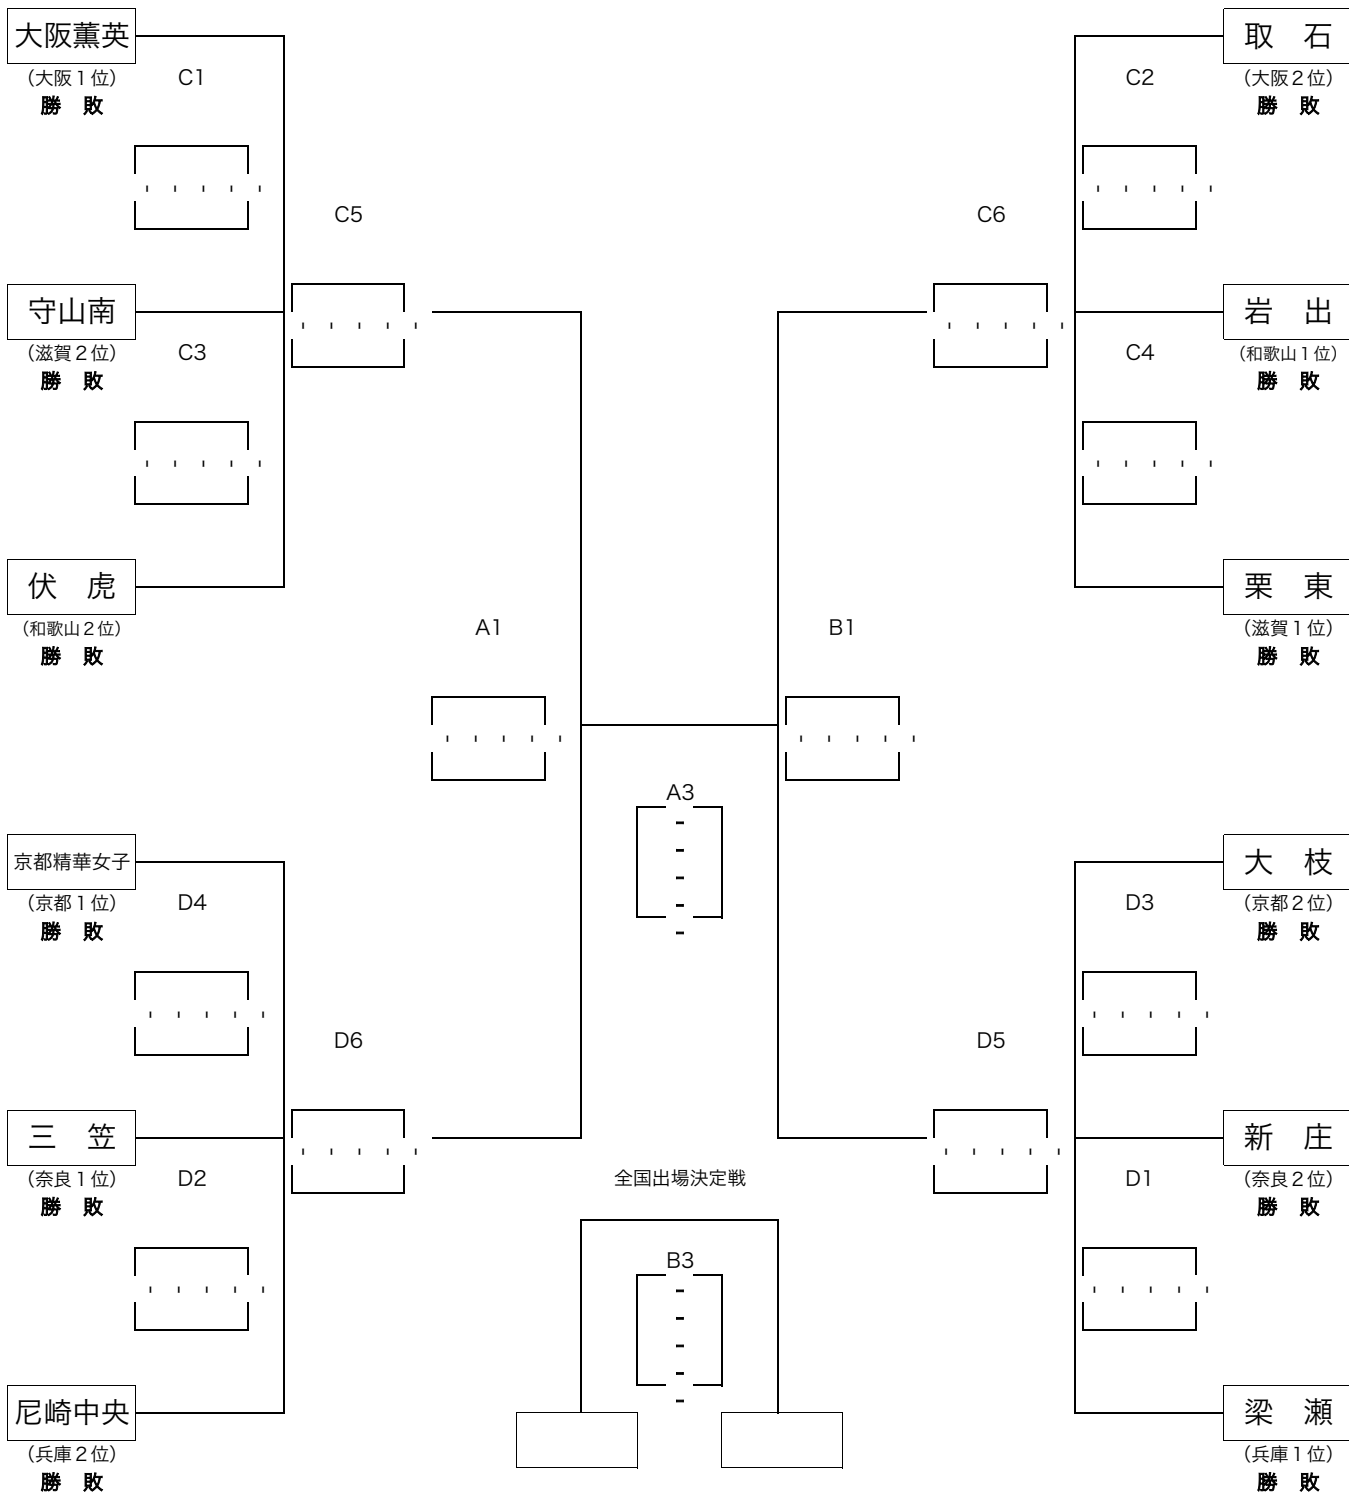 大阪薫英
取　石
（大阪１位）
C1
C2
（大阪２位）
勝　敗
勝　敗
C5
C6
守山南
岩　出
（滋賀２位）
C3
C4
（和歌山１位）
勝　敗
勝　敗
伏　虎
栗　東
（和歌山２位）
A1
B1
（滋賀１位）
勝　敗
勝　敗
A3
京都精華女子
大　枝
（京都１位）
D4
D3
（京都２位）
勝　敗
勝　敗
D6
D5
三　笠
新　庄
（奈良１位）
D2
全国出場決定戦
D1
（奈良２位）
勝　敗
勝　敗
B3
尼崎中央
梁　瀬
（兵庫２位）
（兵庫１位）
勝　敗
勝　敗